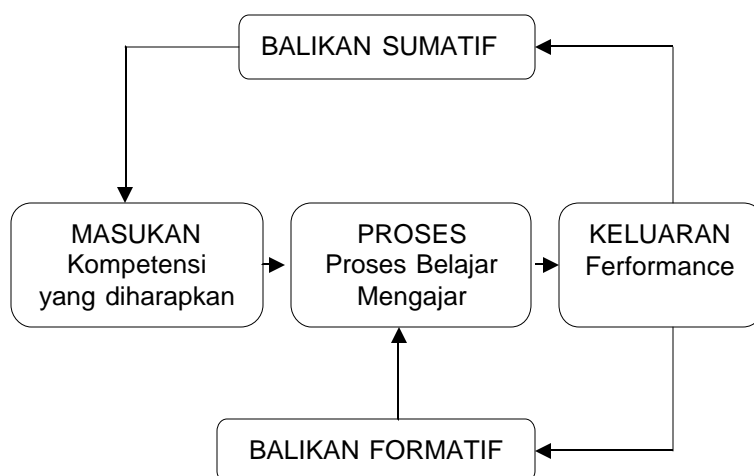 BALIKAN SUMATIF
MASUKAN
Kompetensi
yang diharapkan
PROSES
Proses Belajar
Mengajar
KELUARAN
Ferformance
BALIKAN FORMATIF